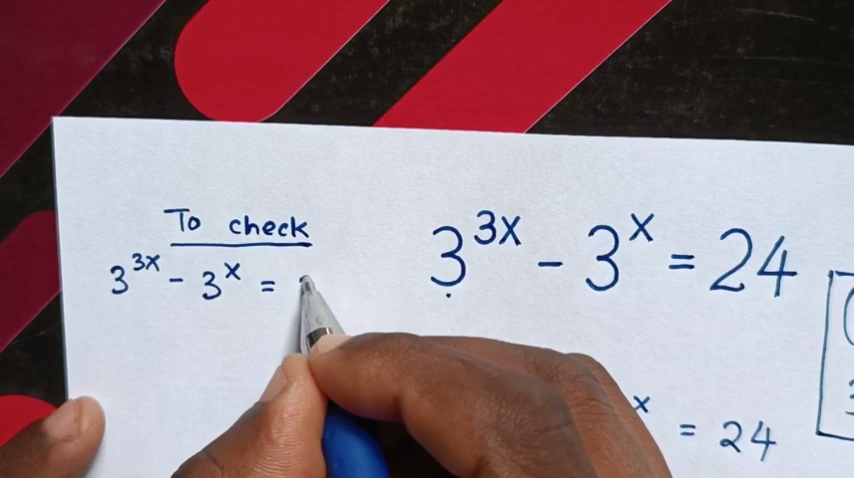 To check
3^{3x} - 3^x = 
3^{3x} - 3^x = 24
x = 24